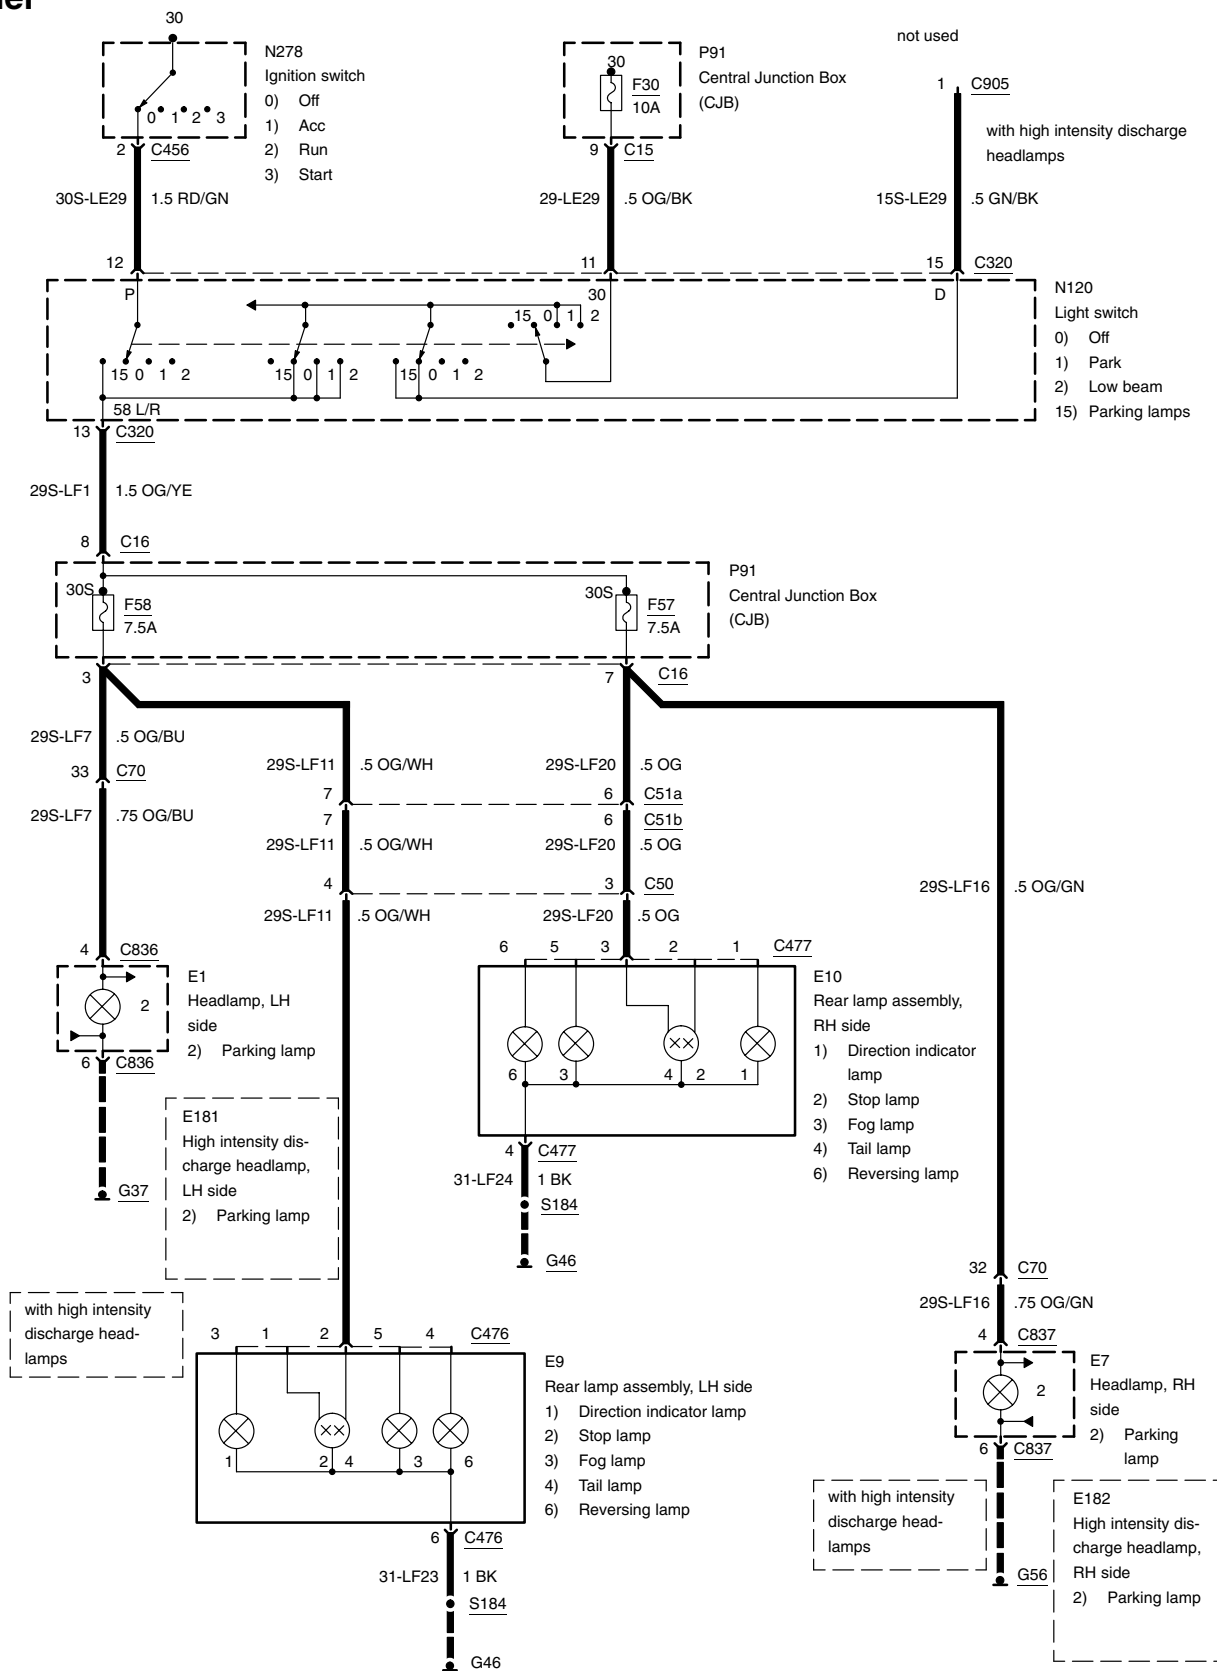 30
N278
Ignition switch
0) Off
1) Acc
2) Run
3) Start
0 1 2 3
2 C456
30S-LE29 1.5 RD/GN
P91
Central Junction Box
(CJB)
30
F30
10A
9 C15
29-LE29 .5 OG/BK
not used
1 C905
with high intensity discharge
headlamps
15S-LE29 .5 GN/BK
12 11 15 C320
P 30 D
15 0 1 2
15 0 1 2
15 0 1 2
15 0 1 2
58 L/R
N120
Light switch
0) Off
1) Park
2) Low beam
15) Parking lamps
13 C320
29S-LF1 1.5 OG/YE
8 C16
30S F58
7.5A
30S F57
7.5A
P91
Central Junction Box
(CJB)
3 7 C16
29S-LF7 .5 OG/BU
33 C70
29S-LF7 .75 OG/BU
29S-LF11 .5 OG/WH
29S-LF20 .5 OG
7 6 C51a
7 6 C51b
29S-LF11 .5 OG/WH
29S-LF20 .5 OG
4 3 C50
29S-LF11 .5 OG/WH
29S-LF20 .5 OG
29S-LF16 .5 OG/GN
4 C836
2
E1
Headlamp, LH
side
2) Parking lamp
6 C836
G37
E181
High intensity dis-
charge headlamp,
LH side
2) Parking lamp
with high intensity
discharge head-
lamps
6 5 3 2 1 C477
6 3 4 2 1
E10
Rear lamp assembly,
RH side
1) Direction indicator
lamp
2) Stop lamp
3) Fog lamp
4) Tail lamp
6) Reversing lamp
4 C477
31-LF24 1 BK
S184
G46
3 1 2 5 4 C476
1 2 4 3 6
E9
Rear lamp assembly, LH side
1) Direction indicator lamp
2) Stop lamp
3) Fog lamp
4) Tail lamp
6) Reversing lamp
6 C476
31-LF23 1 BK
S184
G46
32 C70
29S-LF16 .75 OG/GN
4 C837
2
E7
Headlamp, RH
side
2) Parking
lamp
6 C837
with high intensity
discharge head-
lamps
G56
E182
High intensity dis-
charge headlamp,
RH side
2) Parking lamp